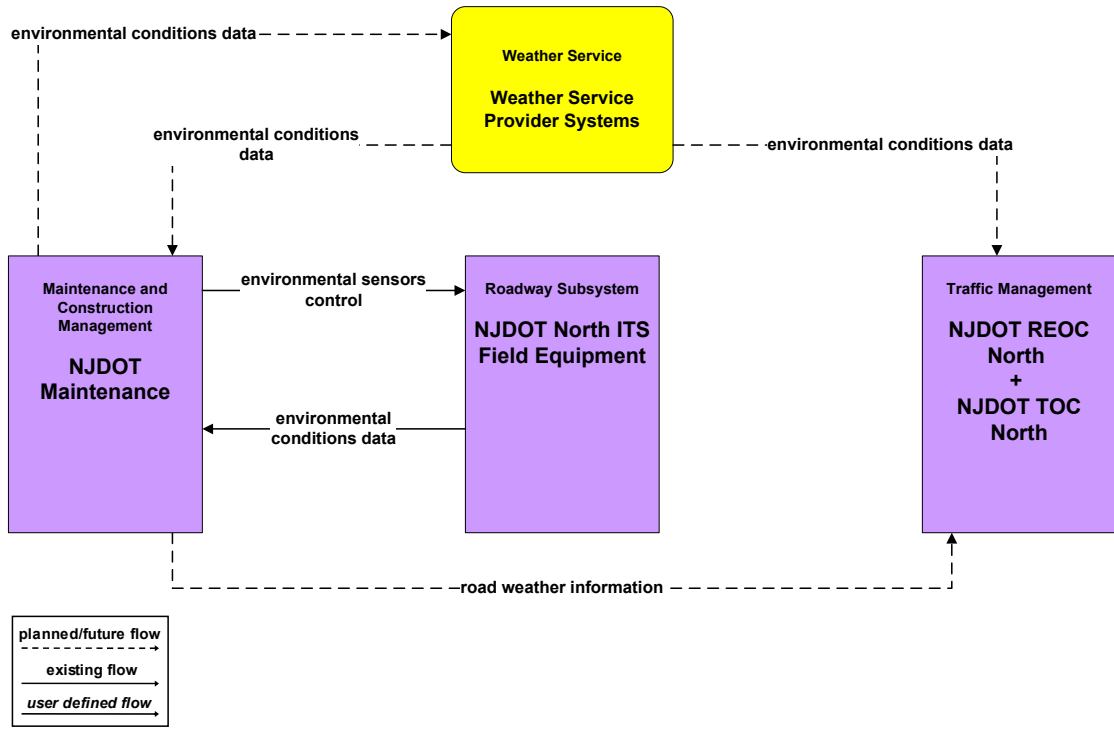 environmental conditions data
Weather Service
Weather Service
Provider Systems
environmental conditions
data
environmental conditions data
Maintenance and
Construction
Management
NJDOT
Maintenance
environmental sensors
control
Roadway Subsystem
NJDOT North ITS
Field Equipment
environmental
conditions data
Traffic Management
NJDOT REOC
North
+
NJDOT TOC
North
road weather information
planned/future flow
existing flow
user defined flow